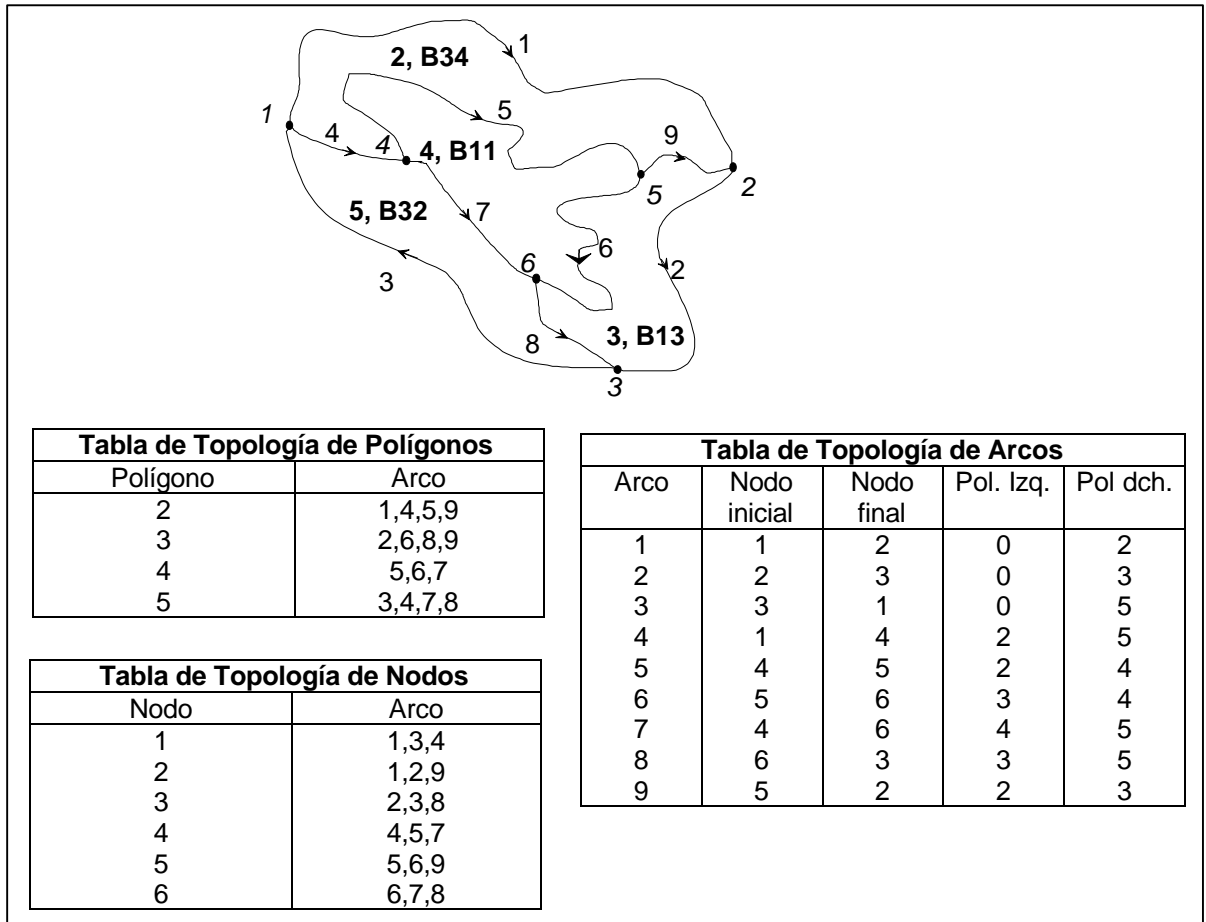 1
2, B34
5
1
4
4
4, B11
9
2
5
5, B32
7
6
6
2
3
8
3, B13
3
Tabla de Topología de Polígonos
Polígono Arco
2 1,4,5,9
3 2,6,8,9
4 5,6,7
5 3,4,7,8
Tabla de Topología de Nodos
Nodo Arco
1 1,3,4
2 1,2,9
3 2,3,8
4 4,5,7
5 5,6,9
6 6,7,8
Tabla de Topología de Arcos
Arco Nodo inicial Nodo final Pol. Izq. Pol dch.
1 1 2 0 2
2 2 3 0 3
3 3 1 0 5
4 1 4 2 5
5 4 5 2 4
6 5 6 3 4
7 4 6 4 5
8 6 3 3 5
9 5 2 2 3